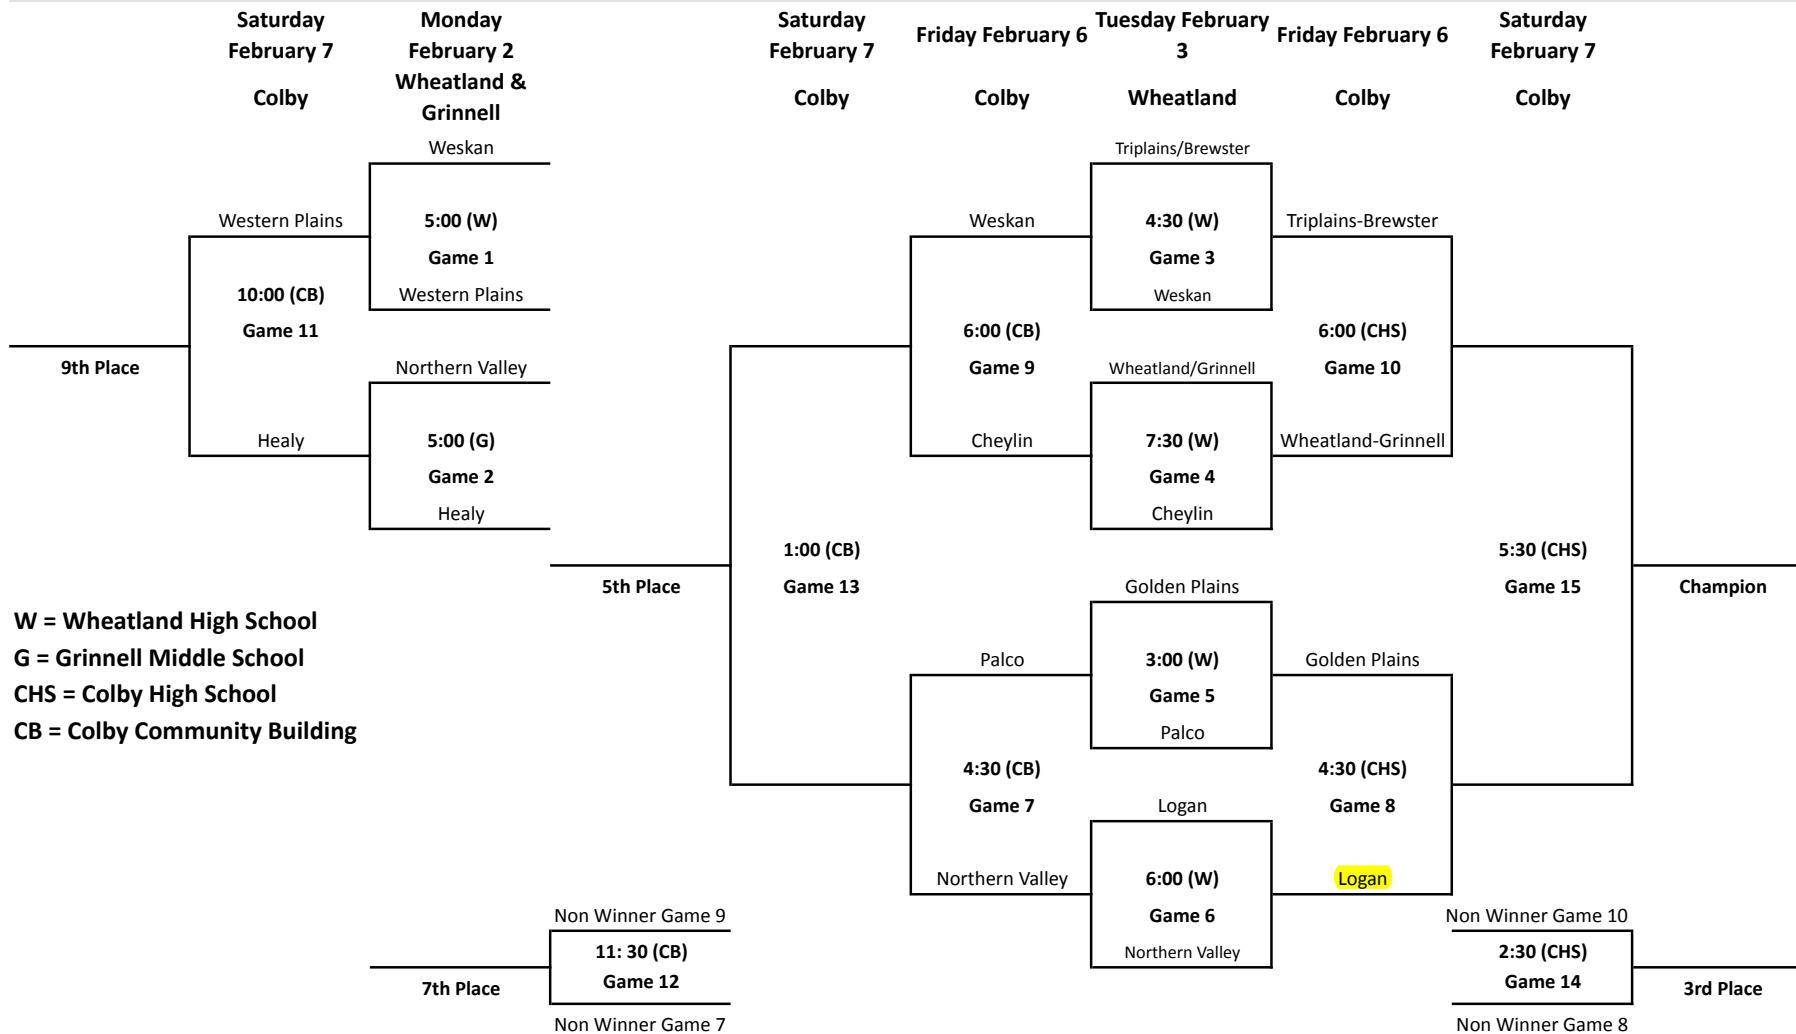 Saturday February 7
Monday February 2
Saturday February 7
Friday February 6
Tuesday February 3
Friday February 6
Saturday February 7
Colby
Wheatland & Grinnell
Colby
Colby
Wheatland
Colby
Colby
Weskan
Triplains/Brewster
Western Plains
5:00 (W)
Weskan
4:30 (W)
Triplains-Brewster
Game 1
Game 3
10:00 (CB)
Western Plains
Weskan
Game 11
6:00 (CB)
6:00 (CHS)
9th Place
Northern Valley
Game 9
Wheatland/Grinnell
Game 10
Healy
5:00 (G)
Cheylin
7:30 (W)
Wheatland-Grinnell
Game 2
Game 4
Healy
Cheylin
1:00 (CB)
5:30 (CHS)
5th Place
Game 13
Golden Plains
Game 15
Champion
W = Wheatland High School
G = Grinnell Middle School
Palco
3:00 (W)
Golden Plains
CHS = Colby High School
Game 5
CB = Colby Community Building
Palco
4:30 (CB)
4:30 (CHS)
Game 7
Logan
Game 8
Northern Valley
6:00 (W)
Logan
Non Winner Game 9
Game 6
Non Winner Game 10
11: 30 (CB)
Northern Valley
2:30 (CHS)
7th Place
Game 12
Game 14
3rd Place
Non Winner Game 7
Non Winner Game 8